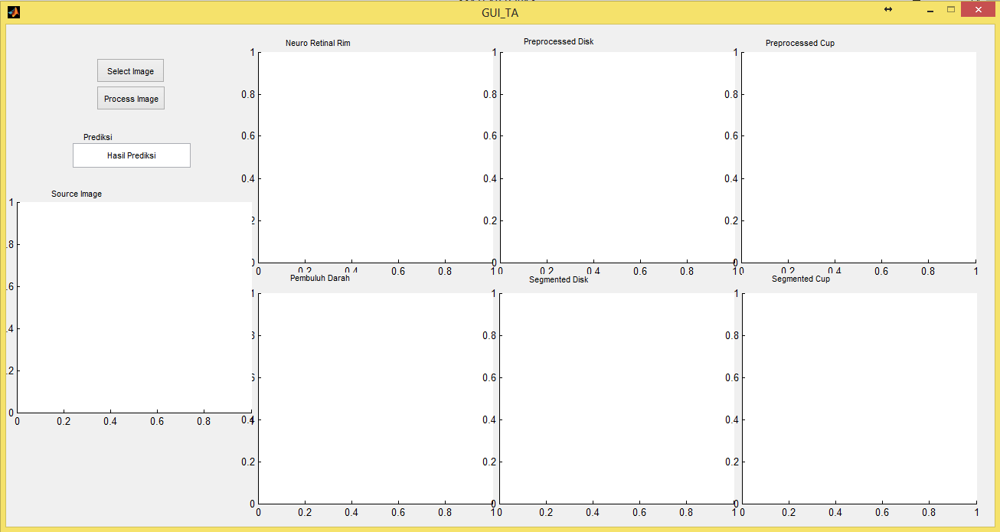 GUI_TA
Select Image
Process Image
Prediksi
Hasil Prediksi
Source Image
1
.8
.6
.4
.2
0
0 0.2 0.4 0.6 0.8 1
Neuro Retinal Rim
1
0.8
0.6
0.4
2
0
0 0.2 0.4 0.6 0.8 1
Preprocessed Disk
1
0.8
0.6
0.4
0.2
0
0 0.2 0.4 0.6 0.8 1
Preprocessed Cup
1
0.8
0.6
0.4
0.2
0
0 0.2 0.4 0.6 0.8 1
Pembuluh Darah
1
8
6
0.4
0.2
0
0 0.2 0.4 0.6 0.8 1
Segmented Disk
1
0.8
0.6
0.4
0.2
0
0 0.2 0.4 0.6 0.8 1
Segmented Cup
1
0.8
0.6
0.4
0.2
0
0 0.2 0.4 0.6 0.8 1